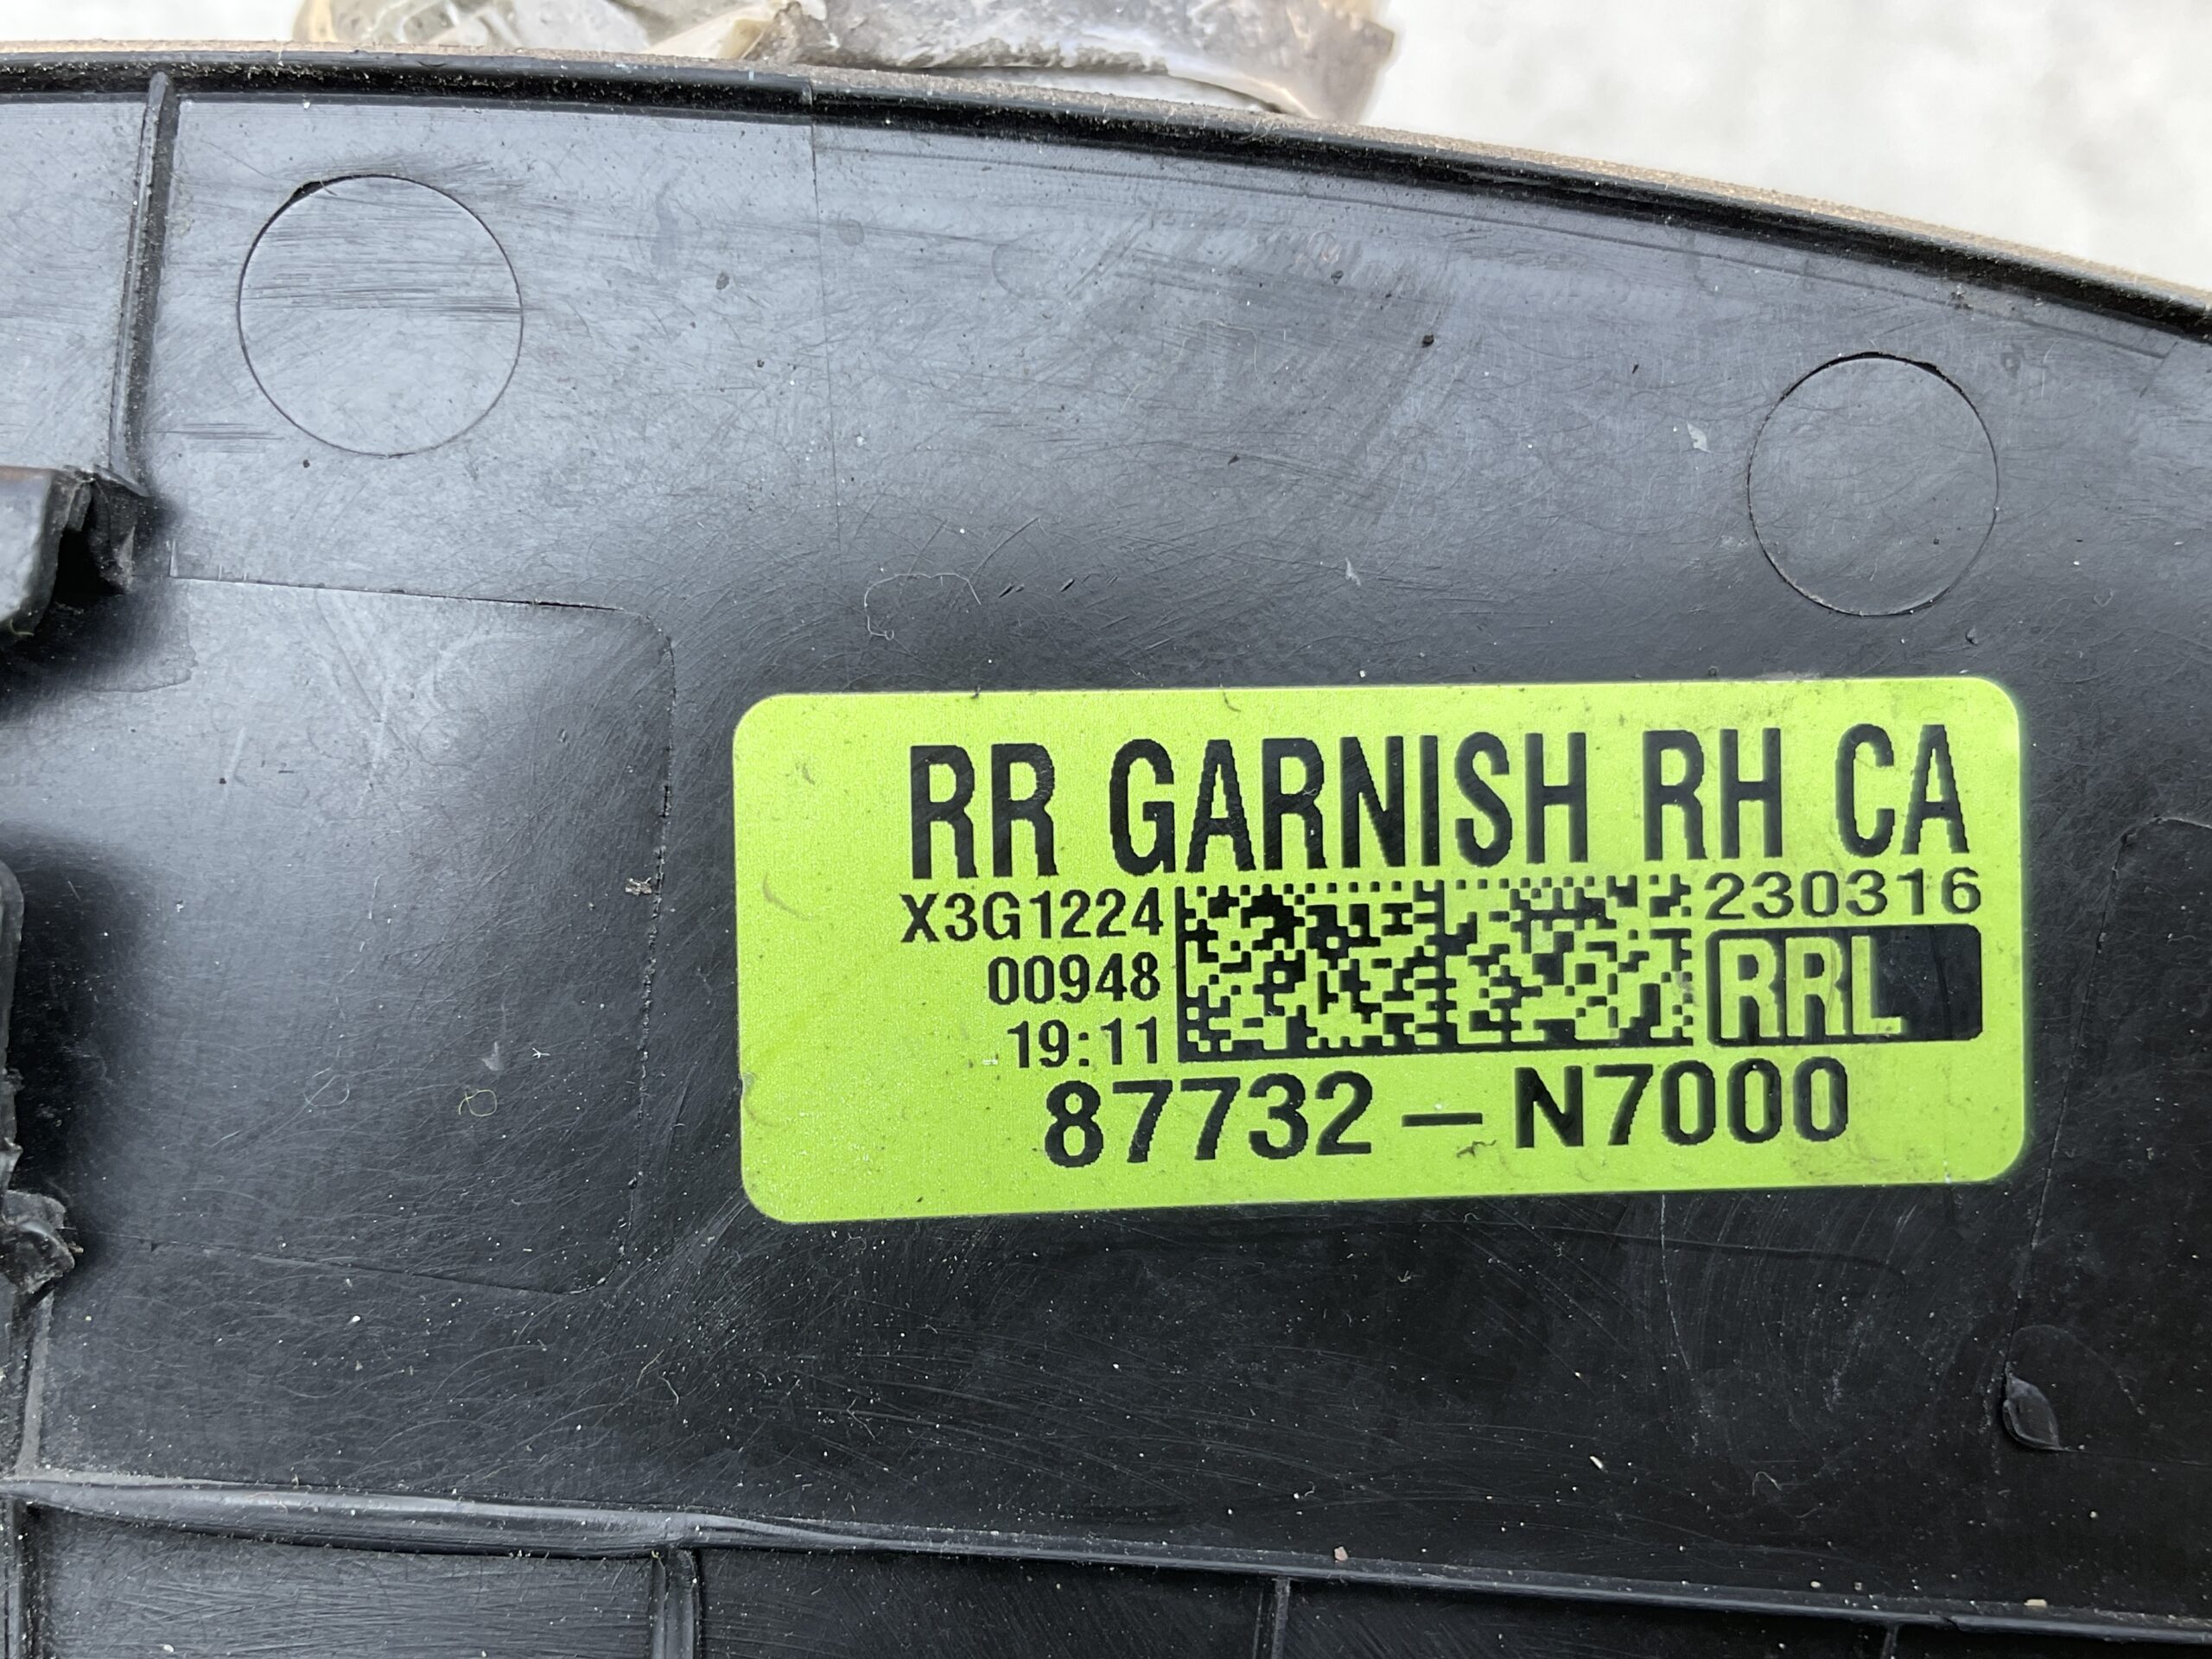 RR GARNISH RH CA
X3G1224 230316
00948 RRL
19:11
87732-N7000